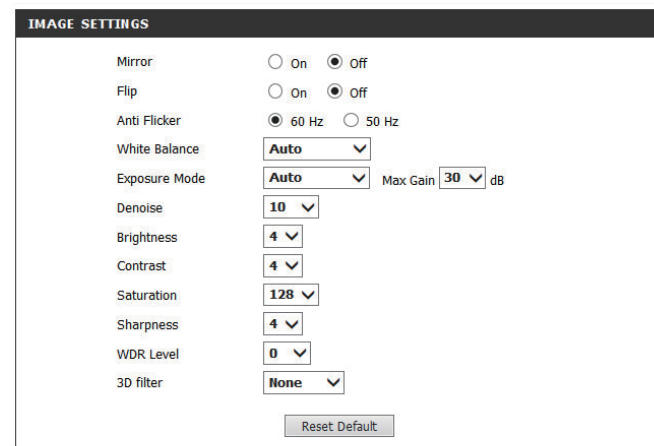 IMAGE SETTINGS
Mirror On Off
Flip On Off
Anti Flicker 60 Hz 50 Hz
White Balance Auto
Exposure Mode Auto Max Gain 30 dB
Denoise 10
Brightness 4
Contrast 4
Saturation 128
Sharpness 4
WDR Level 0
3D filter None
Reset Default